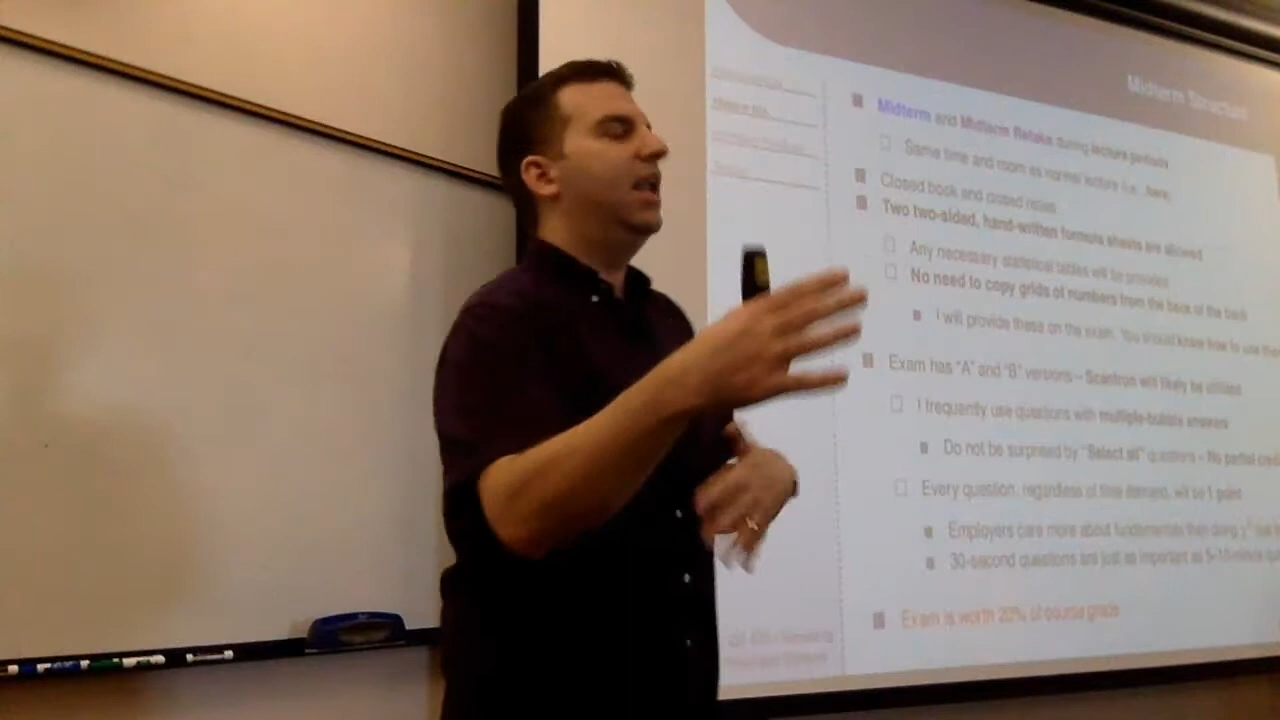 Midterm Structure
Midterm and Midterm Retake during lecture periods
Same time and room as normal lecture i.e., here
Closed book and closed notes
Two two-sided, hand-written formula sheets are allowed
Any necessary statistical tables will be provided
No need to copy grids of numbers from the back of the book
I will provide these on the exam. You should know how to use
Exam has "A" and "B" versions – Scantron will likely be utilized
I frequently use questions with multiple-bubble answers
Do not be surprised by "Select all" questions – No partial
Every question, regardless of time demand, will be 1 point
Employers care more about fundamentals than doing
30-second questions are just as important as 5-10 minute
Exam is worth 20% of course grade